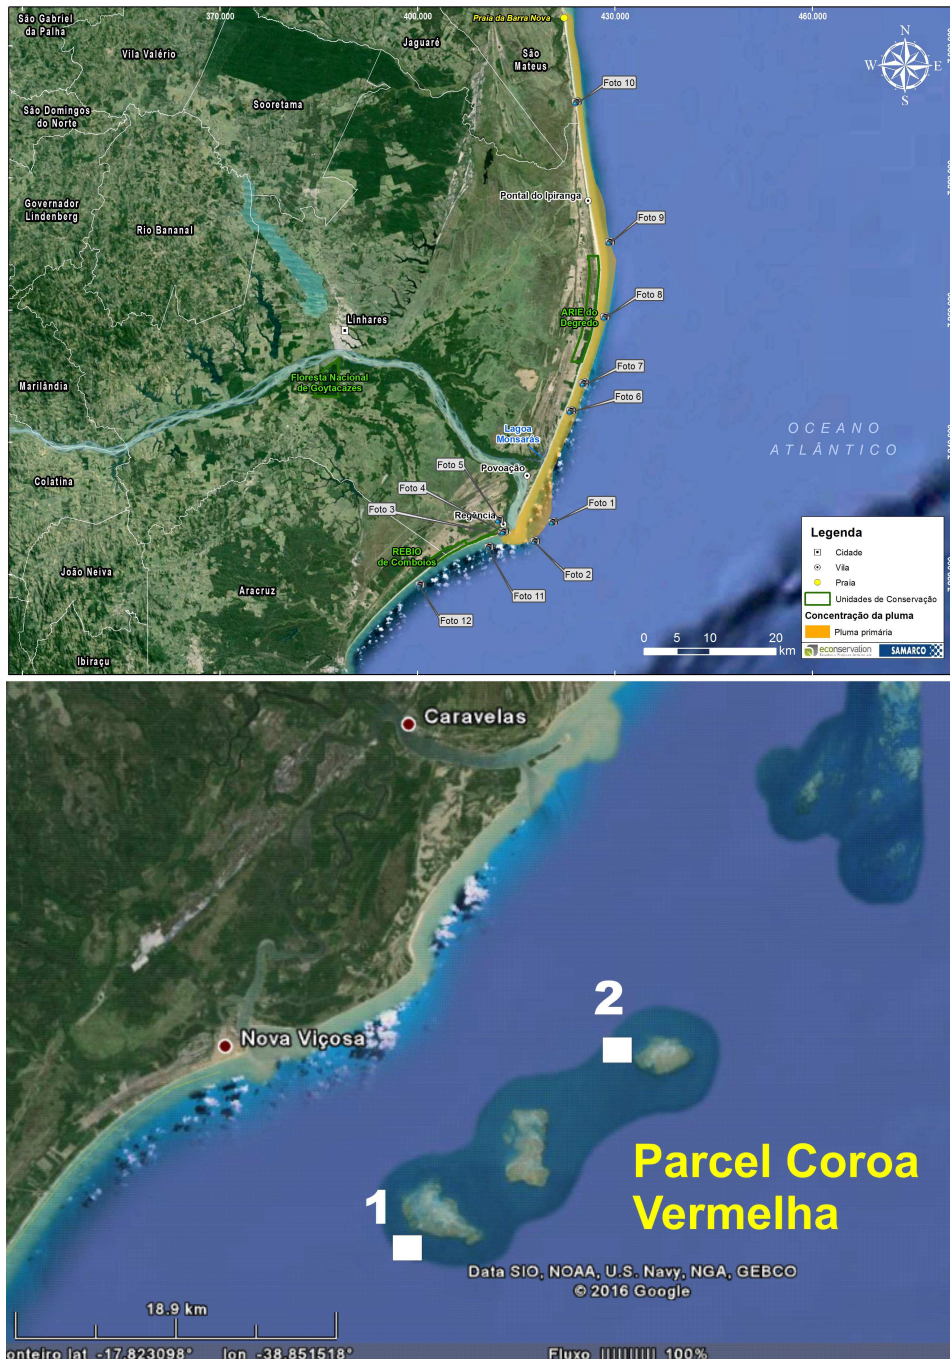 370.000
400.000
430.000
460.000
Praia da Barra Nova
São Gabriel
da Palha
Vila Valério
Jaguaré
São
Mateus
N
W
E
S
Foto 10
Sooretama
São Domingos
do Norte
Pontal do Ipiranga
Governador
Lindenberg
Foto 9
Rio Bananal
Foto 8
ARIE do
Degredo
Linhares
Foto 7
Floresta Nacional
de Goytacazes
Marilândia
Foto 6
Lagoa
Monsarás
OCEANO
ATLÂNTICO
Foto 5
Povoação
Colatina
Foto 4
Foto 3
Regência
Foto 1
REBIO
de Comboios
Foto 2
João Neiva
Aracruz
Foto 11
Foto 12
Ibiraçu
Legenda
Cidade
Vila
Praia
Unidades de Conservação
Concentração da pluma
Pluma primária
econservation
SAMARCO
0 5 10 20
km
Caravelas
2
Nova Viçosa
Parcel Coroa
Vermelha
1
Data SIO, NOAA, U.S. Navy, NGA, GEBCO
© 2016 Google
18.9 km
onteiro lat -17.823098° lon -38.851518° Fluxo |||||||||| 100%